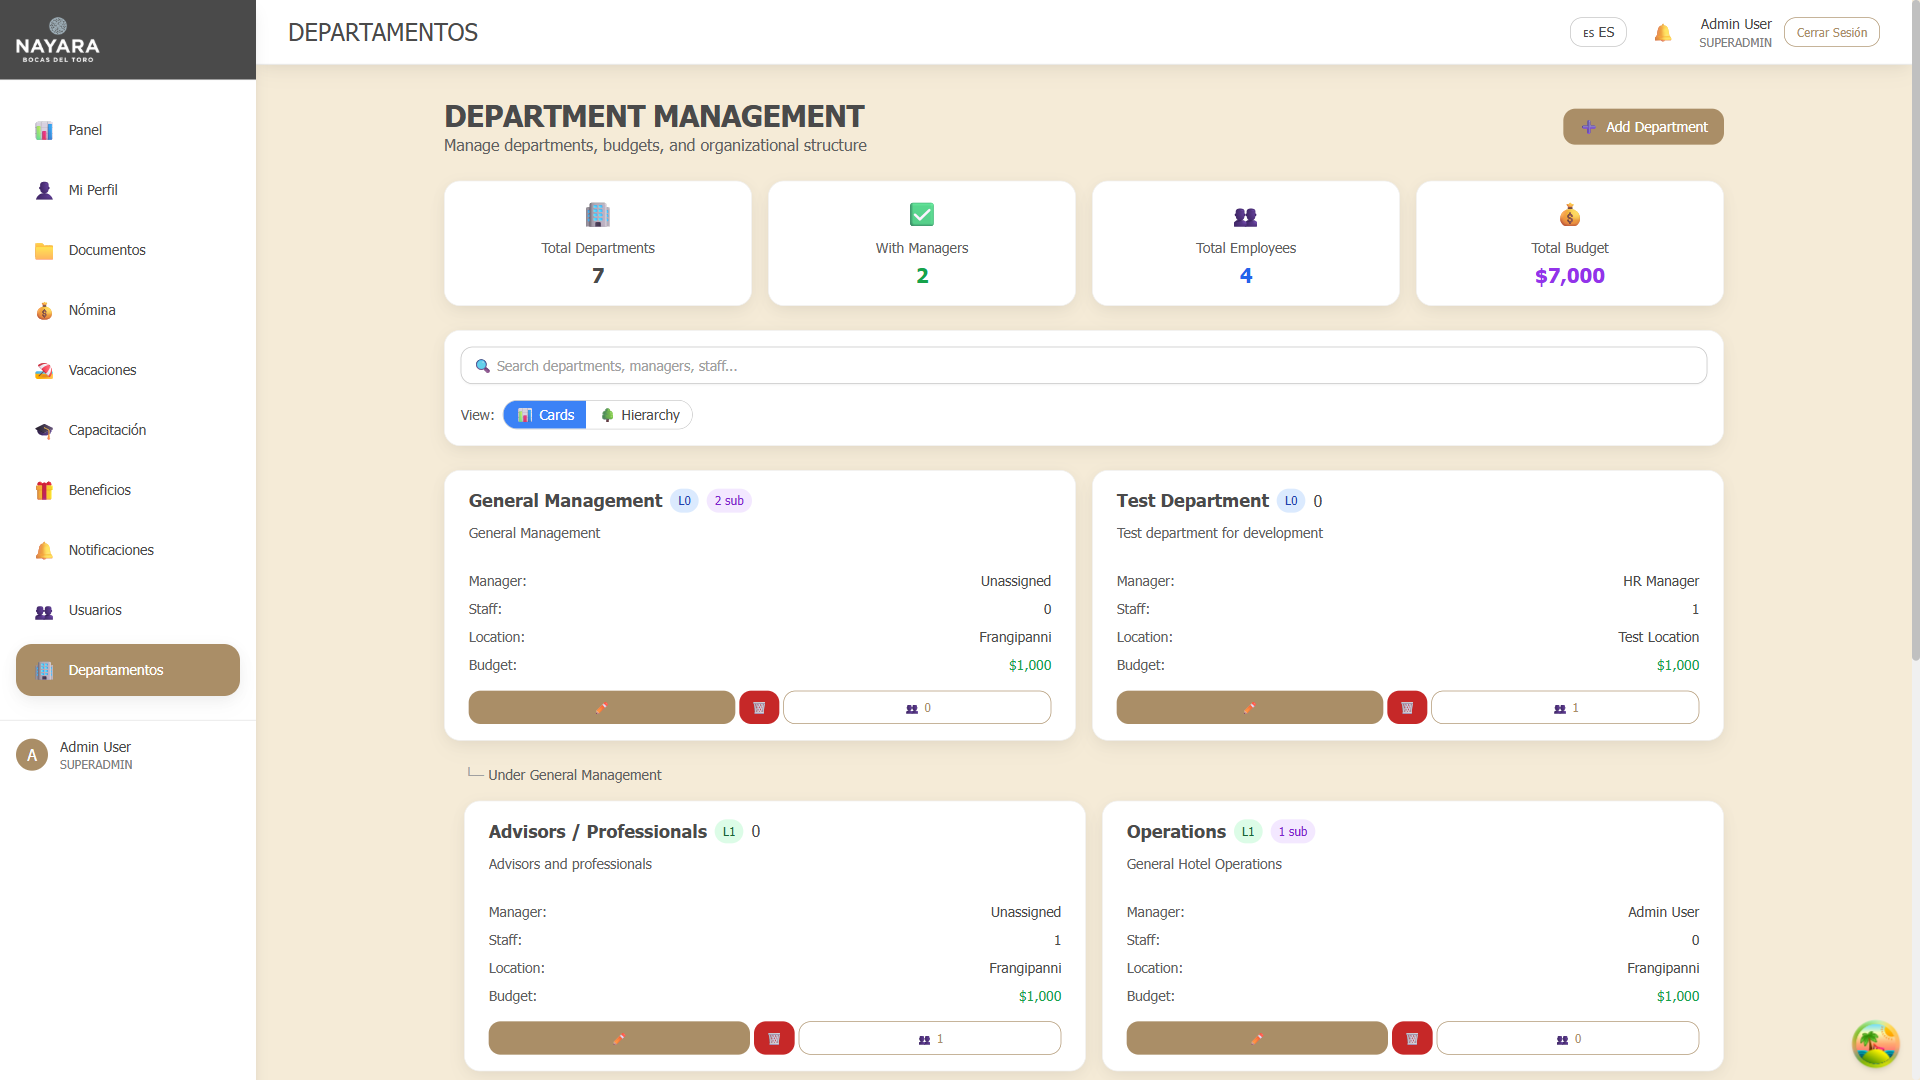 NAYARA
BOCAS DEL TORO
DEPARTAMENTOS
ES ES
Admin User
SUPERADMIN
Cerrar Sesión
Panel
Mi Perfil
Documentos
Nómina
Vacaciones
Capacitación
Beneficios
Notificaciones
Usuarios
Departamentos
A
Admin User
SUPERADMIN
DEPARTMENT MANAGEMENT
Manage departments, budgets, and organizational structure
Add Department
Total Departments
7
With Managers
2
Total Employees
4
Total Budget
$7,000
Search departments, managers, staff...
View: Cards Hierarchy
General Management L0 2 sub
General Management
Manager: Unassigned
Staff: 0
Location: Frangipanni
Budget: $1,000
0
Test Department L0 0
Test department for development
Manager: HR Manager
Staff: 1
Location: Test Location
Budget: $1,000
1
Under General Management
Advisors / Professionals L1 0
Advisors and professionals
Manager: Unassigned
Staff: 1
Location: Frangipanni
Budget: $1,000
1
Operations L1 1 sub
General Hotel Operations
Manager: Admin User
Staff: 0
Location: Frangipanni
Budget: $1,000
0